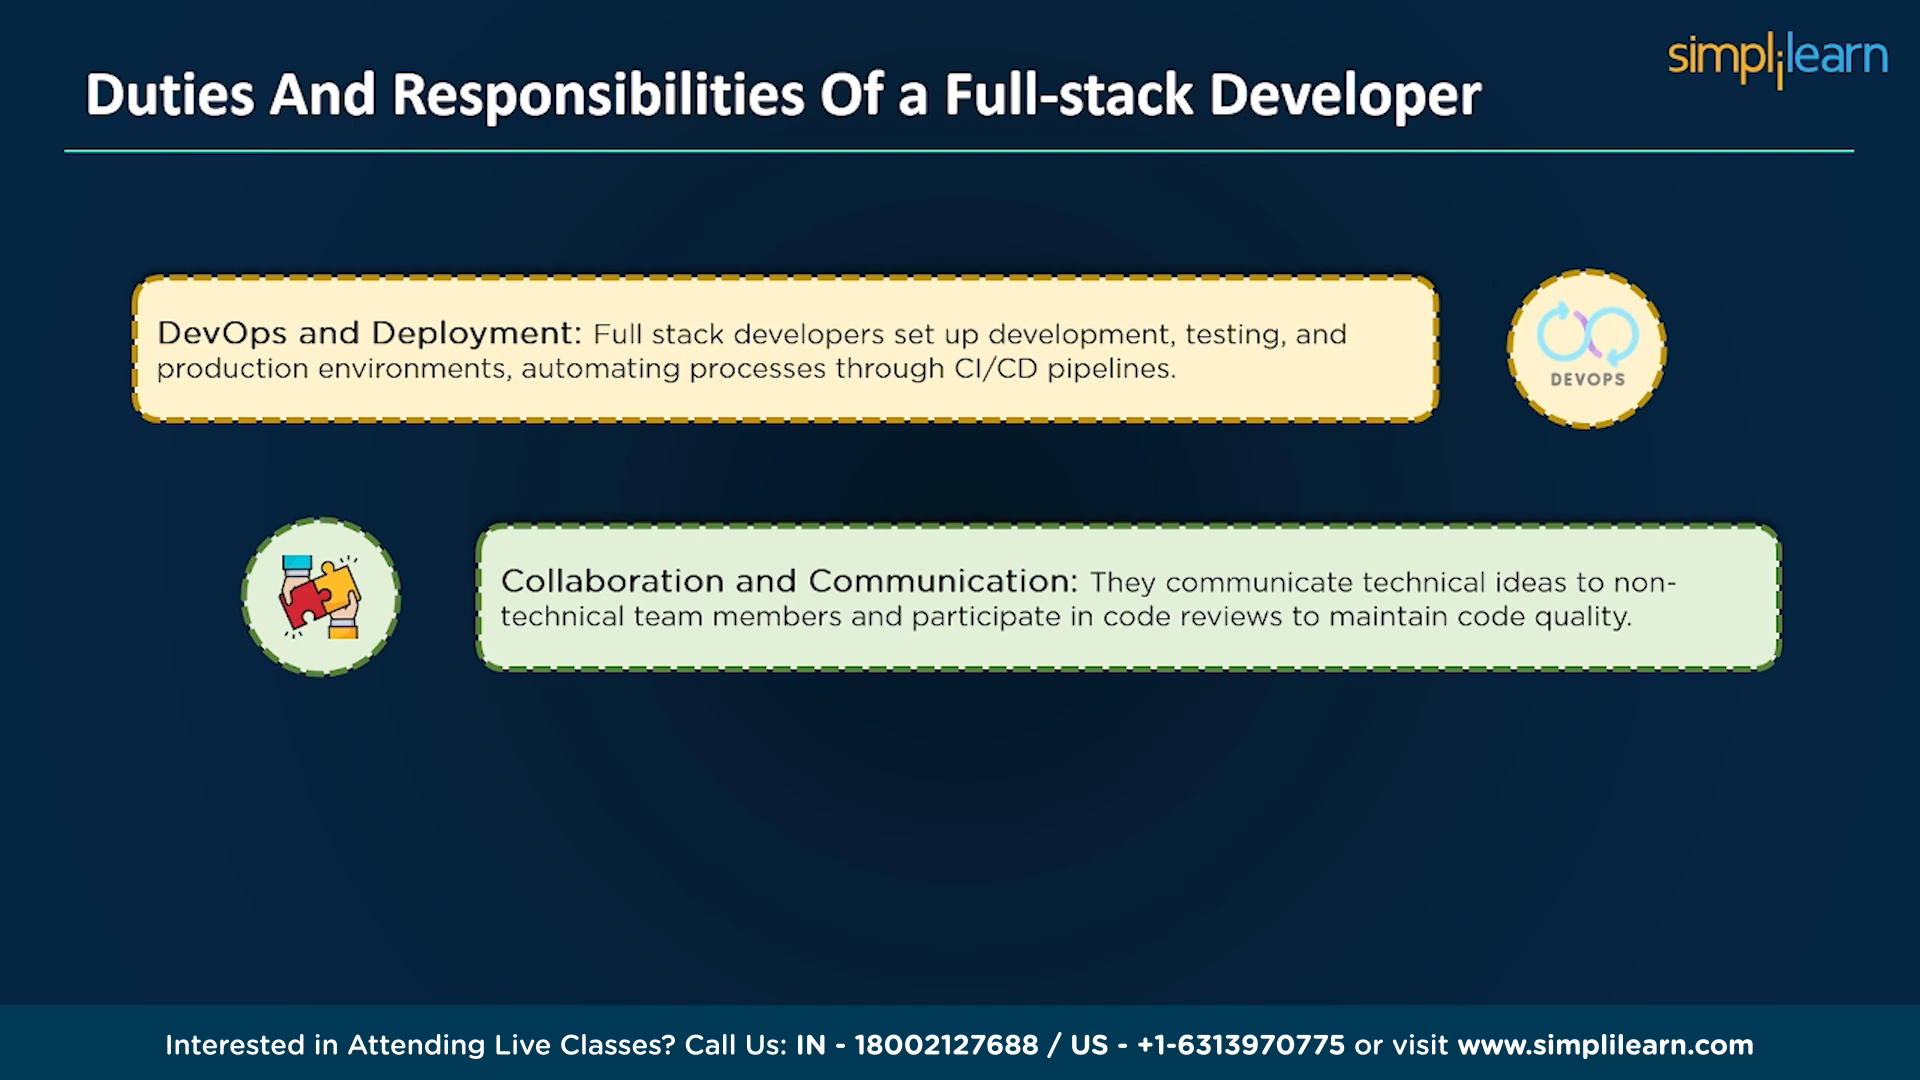 simplilearn
Duties And Responsibilities Of a Full-stack Developer
DevOps and Deployment: Full stack developers set up development, testing, and
production environments, automating processes through CI/CD pipelines.
DEVOPS
Collaboration and Communication: They communicate technical ideas to non-
technical team members and participate in code reviews to maintain code quality.
Interested in Attending Live Classes? Call Us: IN - 18002127688 / US - +1-6313970775 or visit www.simplilearn.com